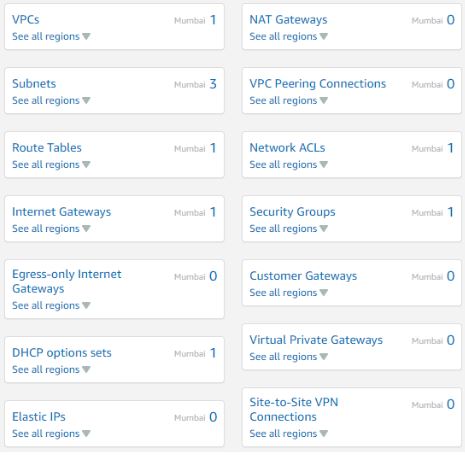 VPCs Mumbai 1
See all regions
Subnets Mumbai 3
See all regions
Route Tables Mumbai 1
See all regions
Internet Gateways Mumbai 1
See all regions
Egress-only Internet Mumbai 0
Gateways
See all regions
DHCP options sets Mumbai 1
See all regions
Elastic IPs Mumbai 0
See all regions
NAT Gateways Mumbai 0
See all regions
VPC Peering Connections Mumbai 0
See all regions
Network ACLs Mumbai 1
See all regions
Security Groups Mumbai 1
See all regions
Customer Gateways Mumbai 0
See all regions
Virtual Private Gateways Mumbai 0
See all regions
Site-to-Site VPN Mumbai 0
Connections
See all regions